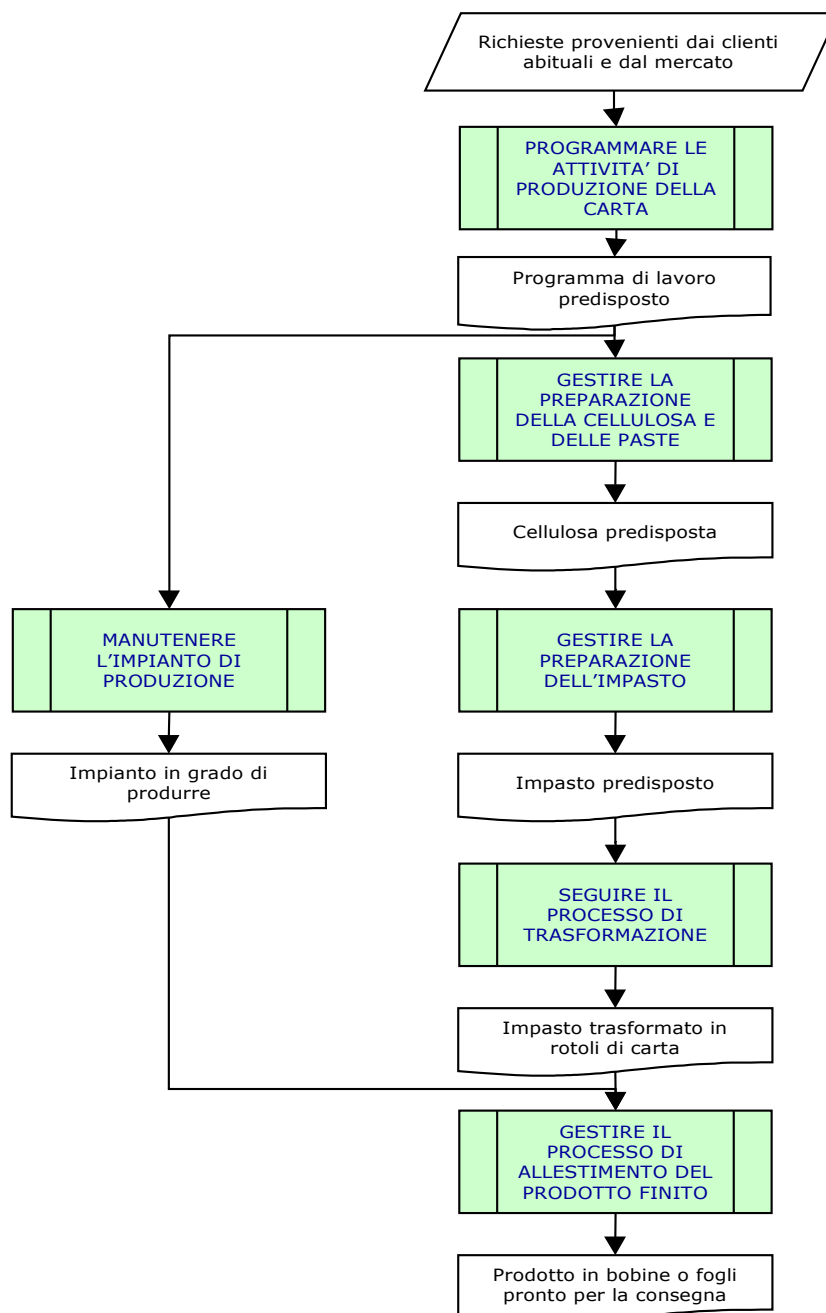 Richieste provenienti dai clienti
abituali e dal mercato
PROGRAMMARE LE
ATTIVITA’ DI
PRODUZIONE DELLA
CARTA
Programma di lavoro
predisposto
GESTIRE LA
PREPARAZIONE
DELLA CELLULOSA E
DELLE PASTE
Cellulosa predisposta
MANUTENERE
L’IMPIANTO DI
PRODUZIONE
GESTIRE LA
PREPARAZIONE
DELL’IMPASTO
Impianto in grado di
produrre
Impasto predisposto
SEGUIRE IL
PROCESSO DI
TRASFORMAZIONE
Impasto trasformato in
rotoli di carta
GESTIRE IL
PROCESSO DI
ALLESTIMENTO DEL
PRODOTTO FINITO
Prodotto in bobine o fogli
pronto per la consegna